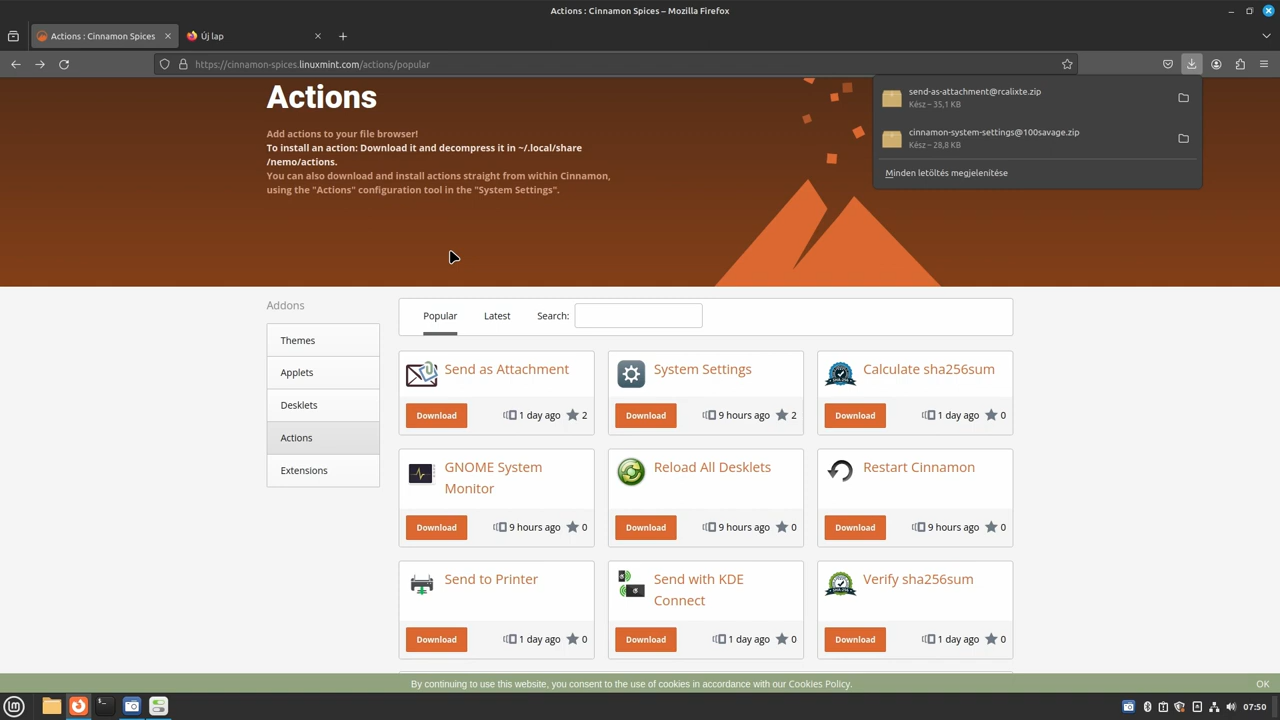 Actions : Cinnamon Spices – Mozilla Firefox
Actions : Cinnamon Spices
Új lap
https://cinnamon-spices.linuxmint.com/actions/popular
send-as-attachment@rcalixte.zip
Kész – 35,1 KB
cinnamon-system-settings@100savage.zip
Kész – 28,8 KB
Minden letöltés megjelenítése
Actions
Add actions to your file browser!
To install an action: Download it and decompress it in ~/.local/share
/nemo/actions.
You can also download and install actions straight from within Cinnamon,
using the "Actions" configuration tool in the "System Settings".
Addons
Themes
Applets
Desklets
Actions
Extensions
Popular
Latest
Search:
Send as Attachment
Download
1 day ago
2
System Settings
Download
9 hours ago
2
Calculate sha256sum
Download
1 day ago
0
GNOME System
Monitor
Download
9 hours ago
0
Reload All Desklets
Download
9 hours ago
0
Restart Cinnamon
Download
9 hours ago
0
Send to Printer
Download
1 day ago
0
Send with KDE
Connect
Download
1 day ago
0
Verify sha256sum
Download
1 day ago
0
By continuing to use this website, you consent to the use of cookies in accordance with our Cookies Policy.
OK
07:50